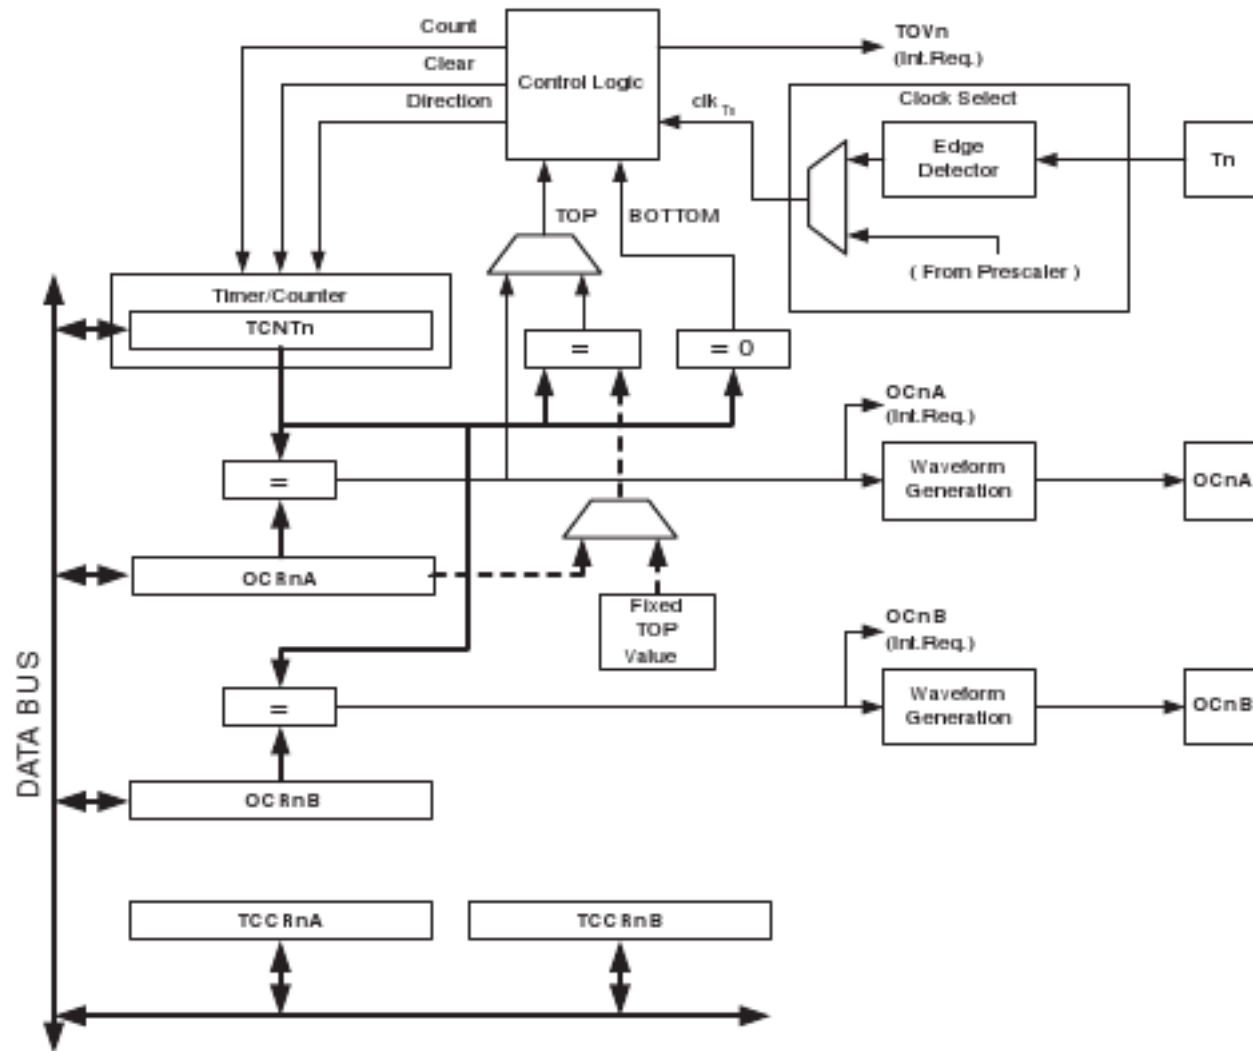 Count
TOVn
(Int.Req.)
Clear
Control Logic
Direction
clk Tn
Clock Select
Edge
Detector
Tn
TOP
BOTTOM
( From Prescaler )
Timer/Counter
TCNTn
=
= 0
OCnA
(Int.Req.)
=
Waveform
Generation
OCnA
OCRnA
Fixed
TOP
Value
OCnB
(Int.Req.)
=
Waveform
Generation
OCnB
DATA BUS
OCRnB
TCCRnA
TCCRnB